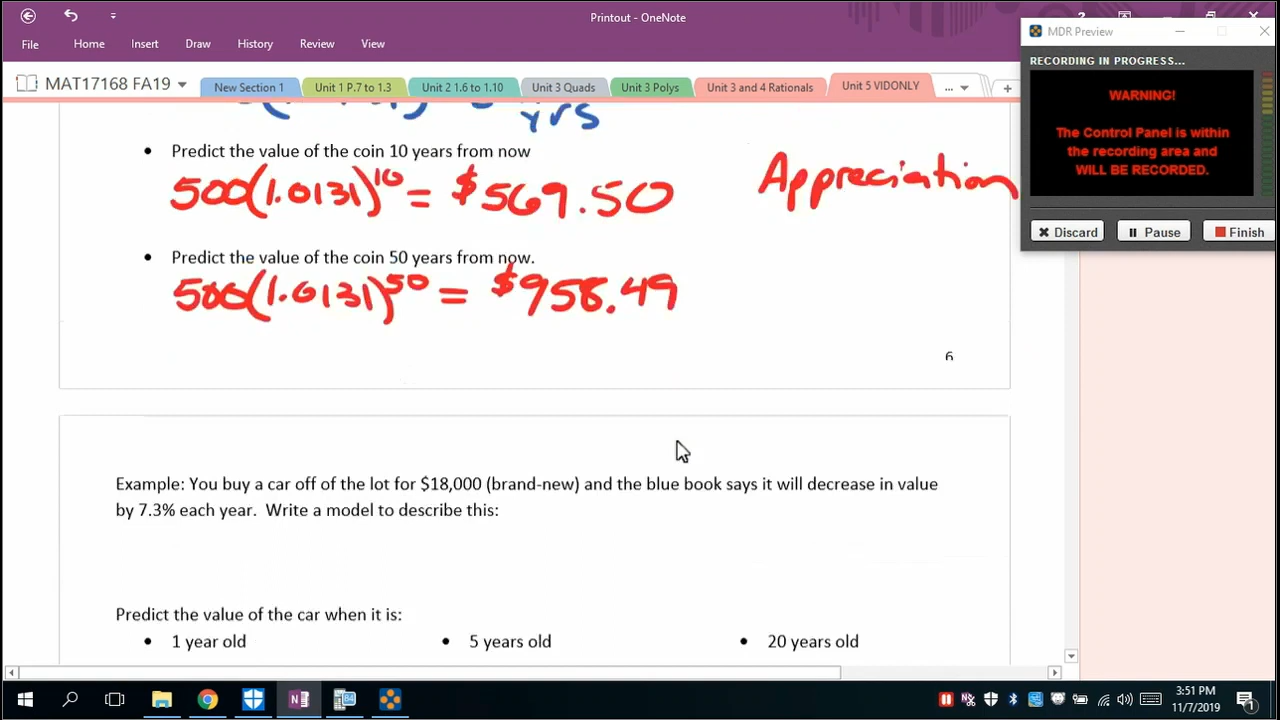 Printout - OneNote
?
File Home Insert Draw History Review View
MDR Preview
RECORDING IN PROGRESS...
WARNING!
The Control Panel is within
the recording area and
WILL BE RECORDED.
Discard Pause Finish
MAT17168 FA19
New Section 1 Unit 1 P.7 to 1.3 Unit 2 1.6 to 1.10 Unit 3 Quads Unit 3 Polys Unit 3 and 4 Rationals Unit 5 VIDONLY ... +
yrs
• Predict the value of the coin 10 years from now
500(1.0131)^10 = $569.50
Appreciation
• Predict the value of the coin 50 years from now.
500(1.0131)^50 = $958.49
6
Example: You buy a car off of the lot for $18,000 (brand-new) and the blue book says it will decrease in value
by 7.3% each year. Write a model to describe this:
Predict the value of the car when it is:
• 1 year old • 5 years old • 20 years old
3:51 PM
11/7/2019
1